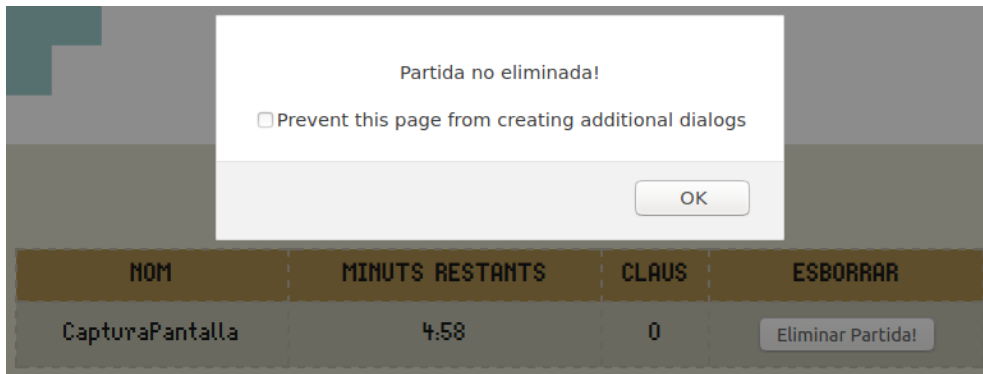 Partida no eliminada!
Prevent this page from creating additional dialogs
OK
NOM MINUTS RESTANTS CLAUS ESBORRAR
CapturaPantalla 4:58 0 Eliminar Partida!